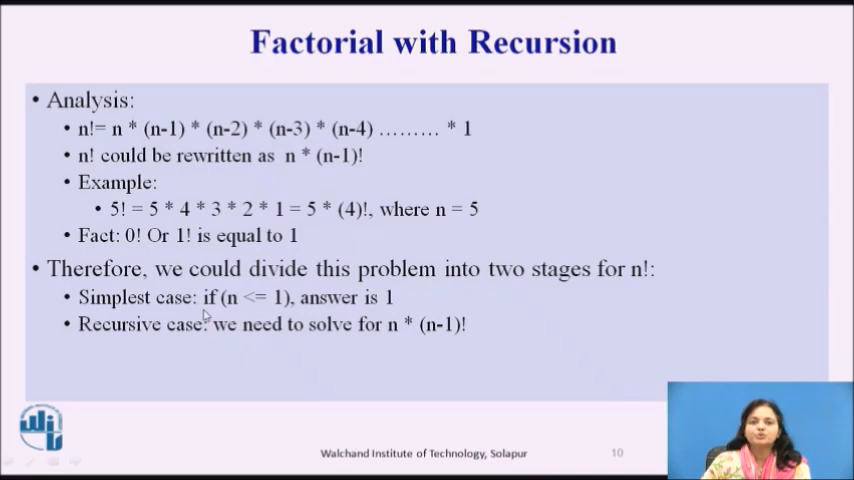 Factorial with Recursion
• Analysis:
• n!= n * (n-1) * (n-2) * (n-3) * (n-4) ......... * 1
• n! could be rewritten as n * (n-1)!
• Example:
• 5! = 5 * 4 * 3 * 2 * 1 = 5 * (4)!, where n = 5
• Fact: 0! Or 1! is equal to 1
• Therefore, we could divide this problem into two stages for n!:
• Simplest case: if (n <= 1), answer is 1
• Recursive case: we need to solve for n * (n-1)!
Walchand Institute of Technology, Solapur
10